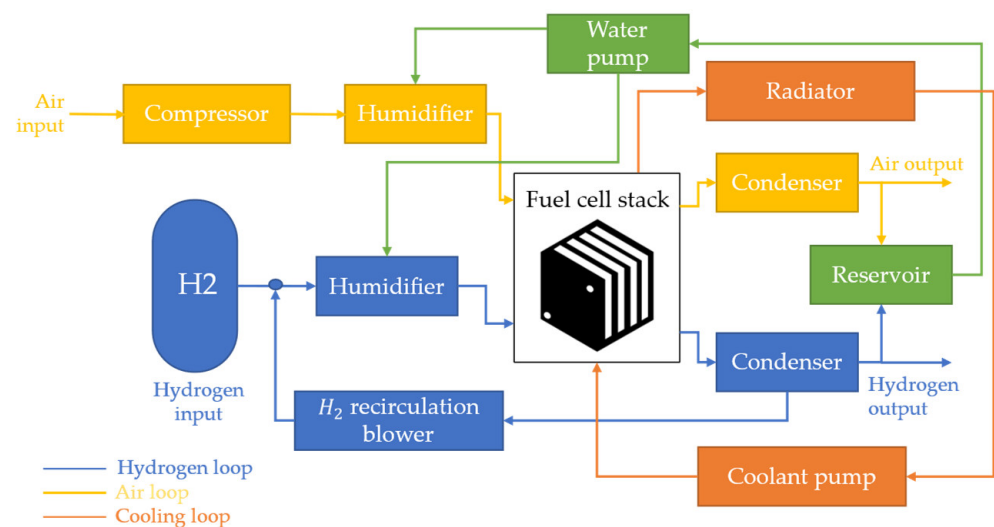 Water
pump
Air
input
Compressor
Humidifier
Radiator
Fuel cell stack
Condenser
Air output
H2
Humidifier
Reservoir
Condenser
Hydrogen
input
H₂ recirculation
blower
Hydrogen
output
Hydrogen loop
Air loop
Cooling loop
Coolant pump